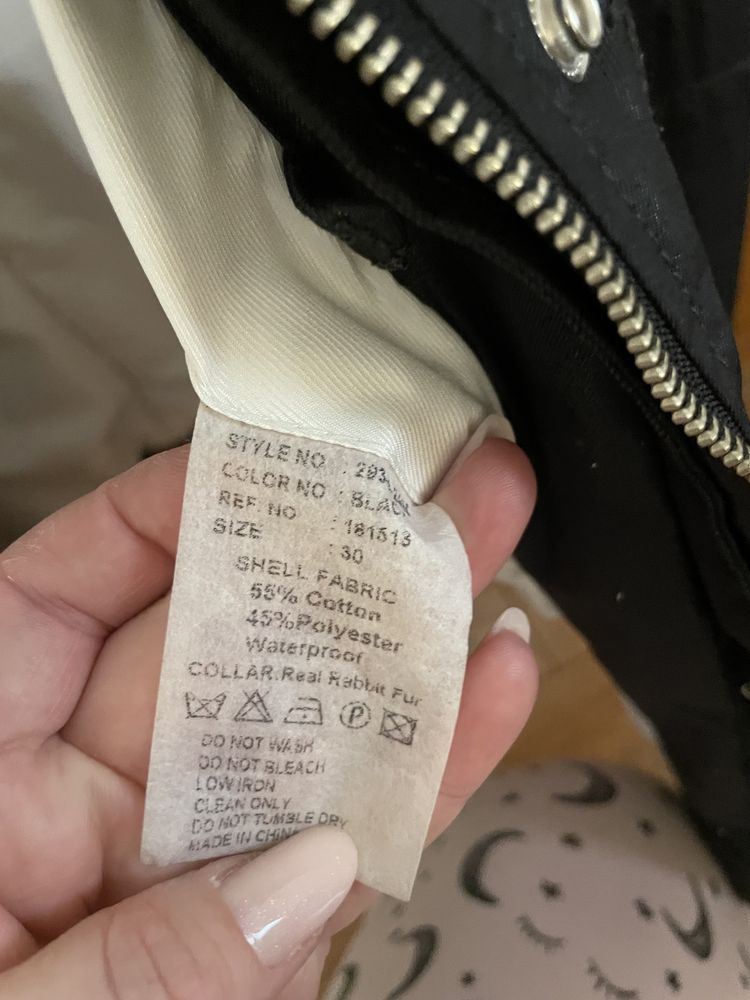 STYLE NO : 293
COLOR NO : BLACK
REF NO : 181513
SIZE : 30
SHELL FABRIC
55% Cotton
45%Polyester
Waterproof
COLLAR:Real Rabbit Fur
P
DO NOT WASH
DO NOT BLEACH
LOW IRON
CLEAN ONLY
DO NOT TUMBLE DRY
MADE IN CHINA